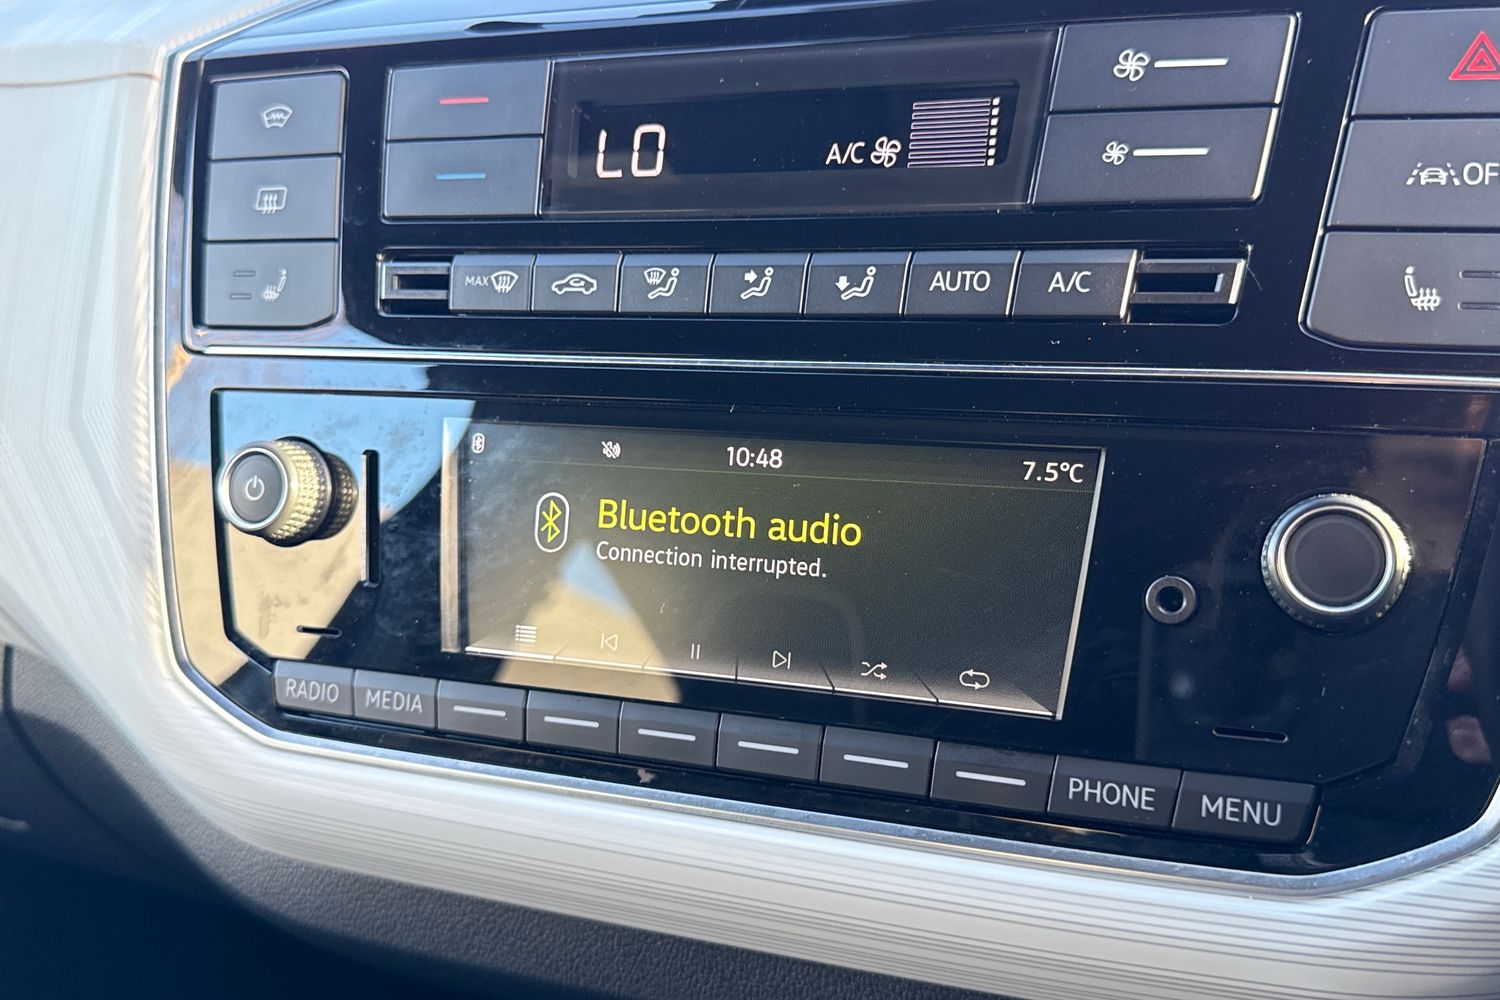 LO
A/C
OF
MAX
AUTO
A/C
10:48
7.5°C
Bluetooth audio
Connection interrupted.
RADIO
MEDIA
PHONE
MENU